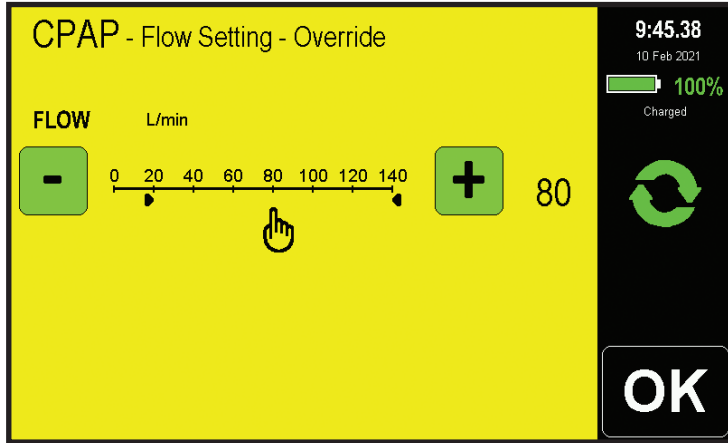 CPAP - Flow Setting - Override
9:45.38
10 Feb 2021
100%
Charged
FLOW L/min
-
0 20 40 60 80 100 120 140
+
80
OK